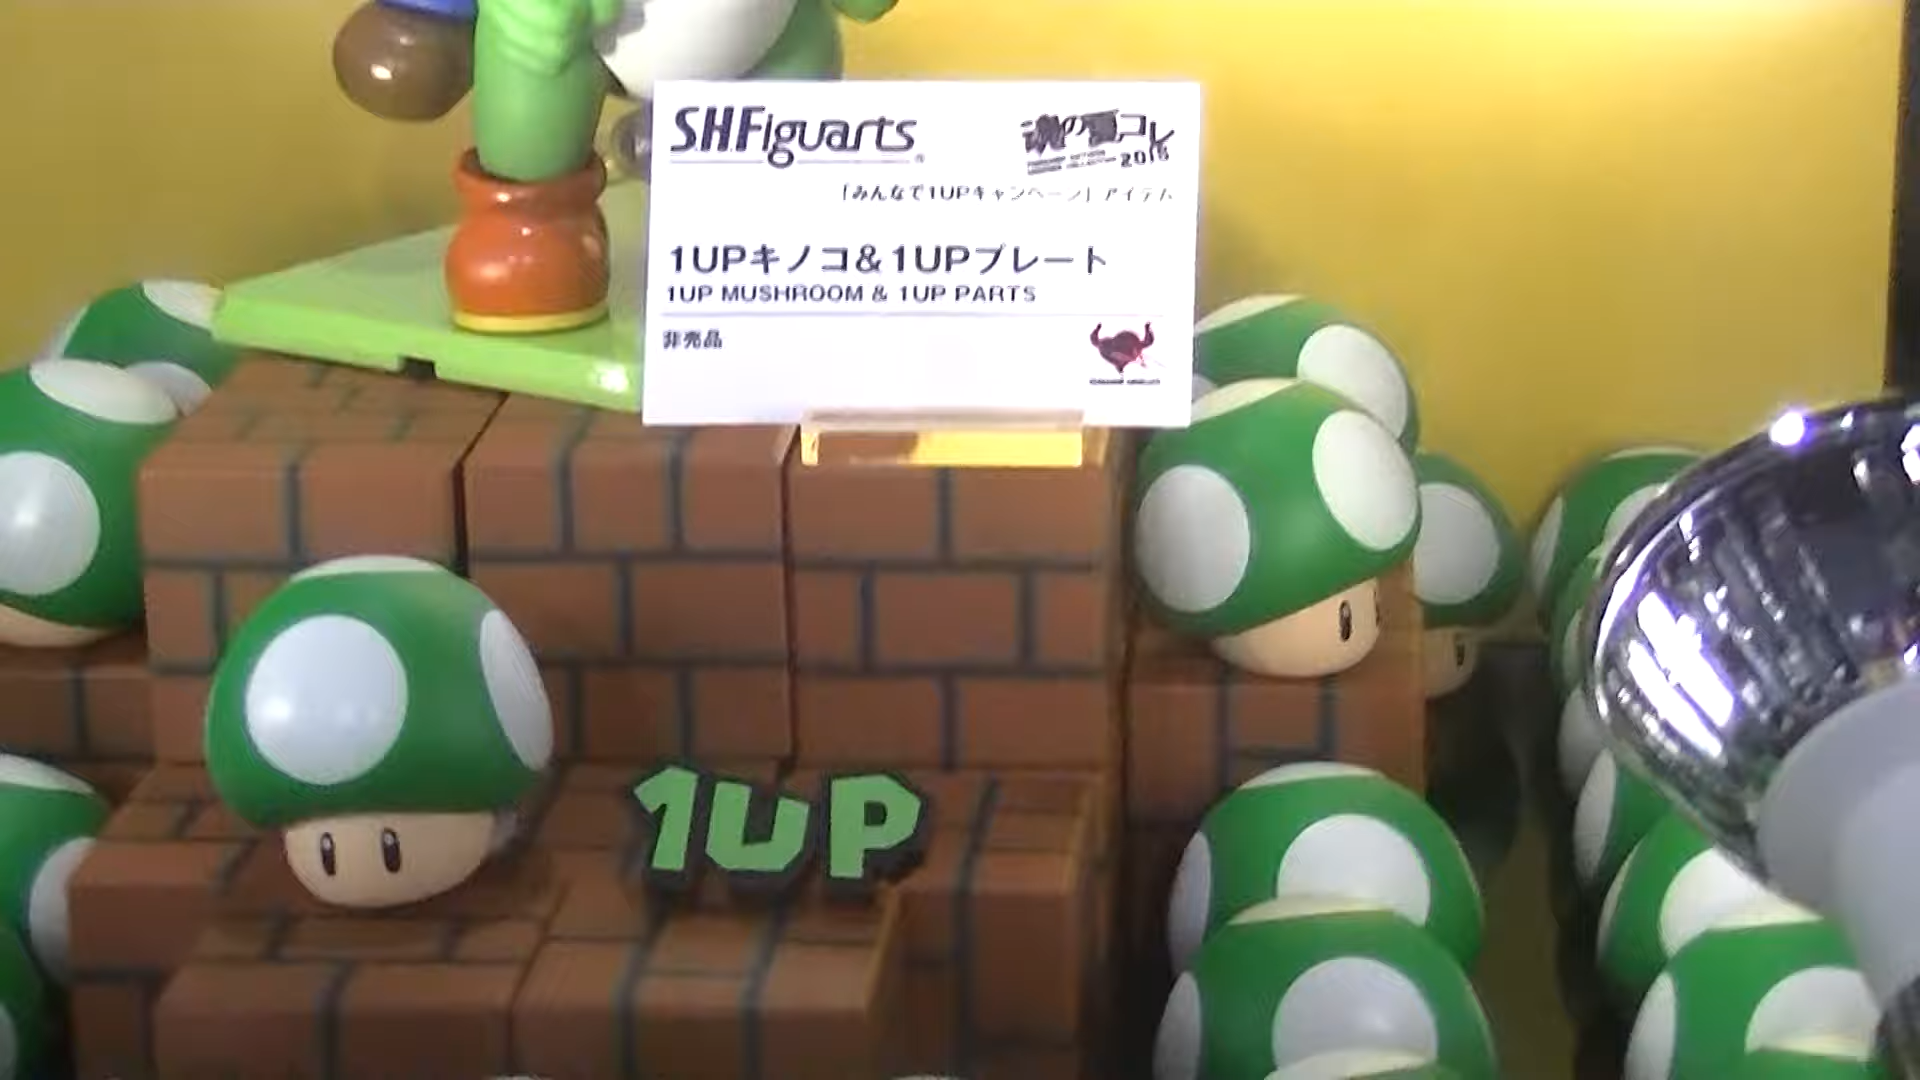 S.H.Figuarts
魂の夏コレ
2015
「みんなで1UPキャンペーン」アイテム
1UPキノコ&1UPプレート
1UP MUSHROOM & 1UP PARTS
非売品
1UP